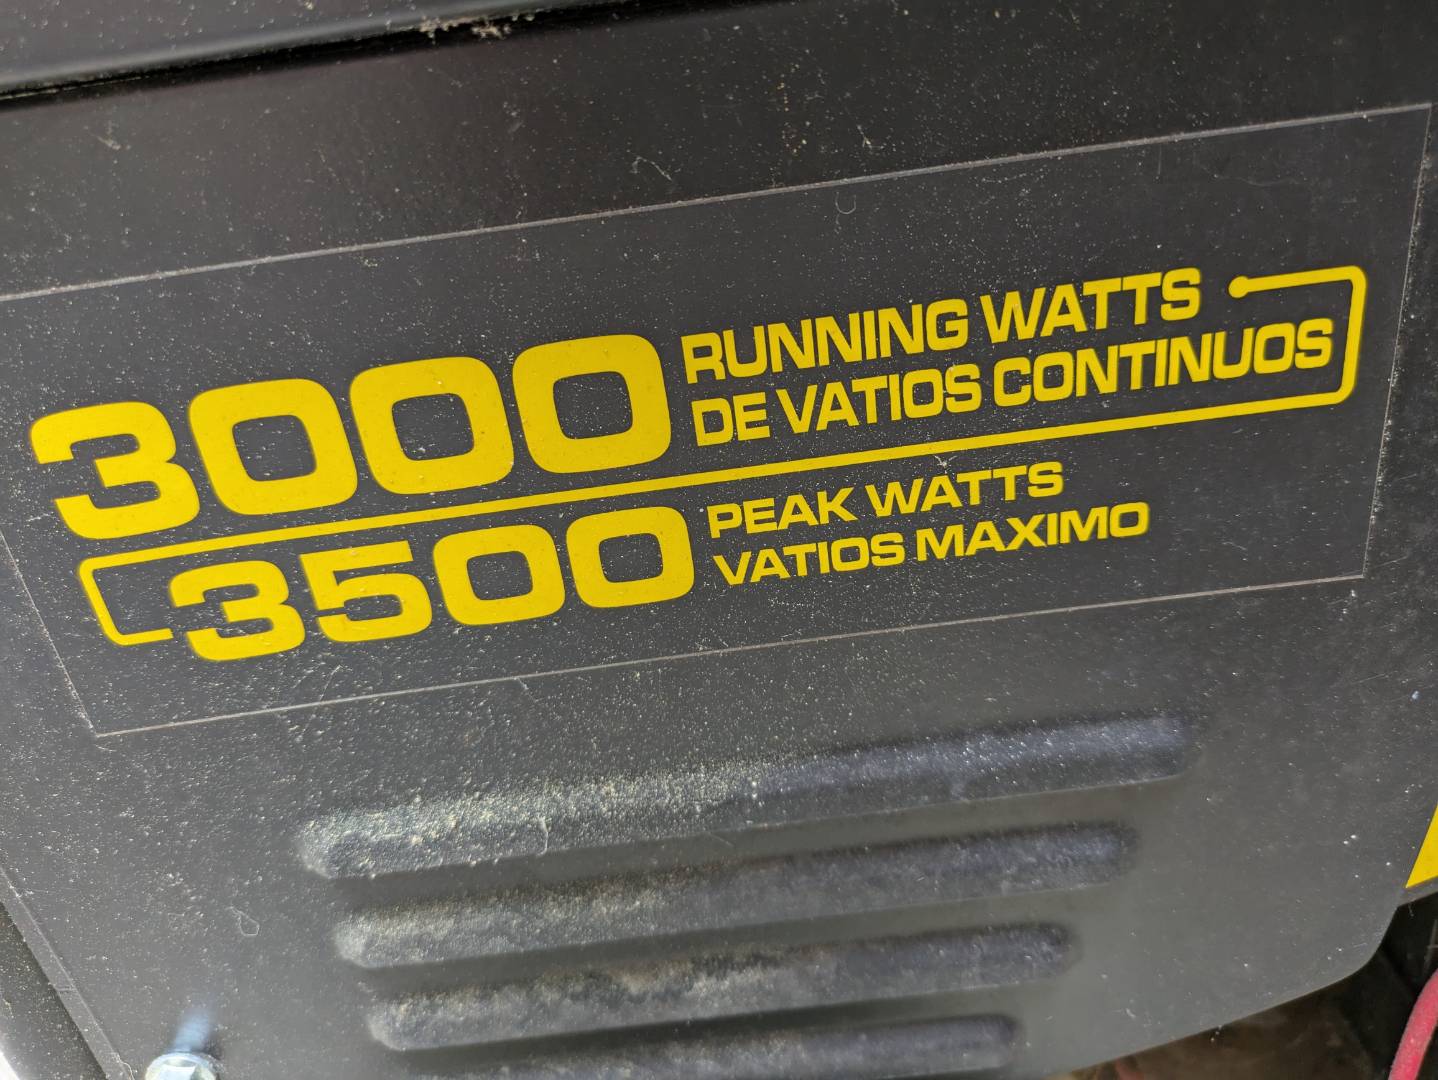 3000 RUNNING WATTS
DE VATIOS CONTINUOS
3500 PEAK WATTS
VATIOS MAXIMO